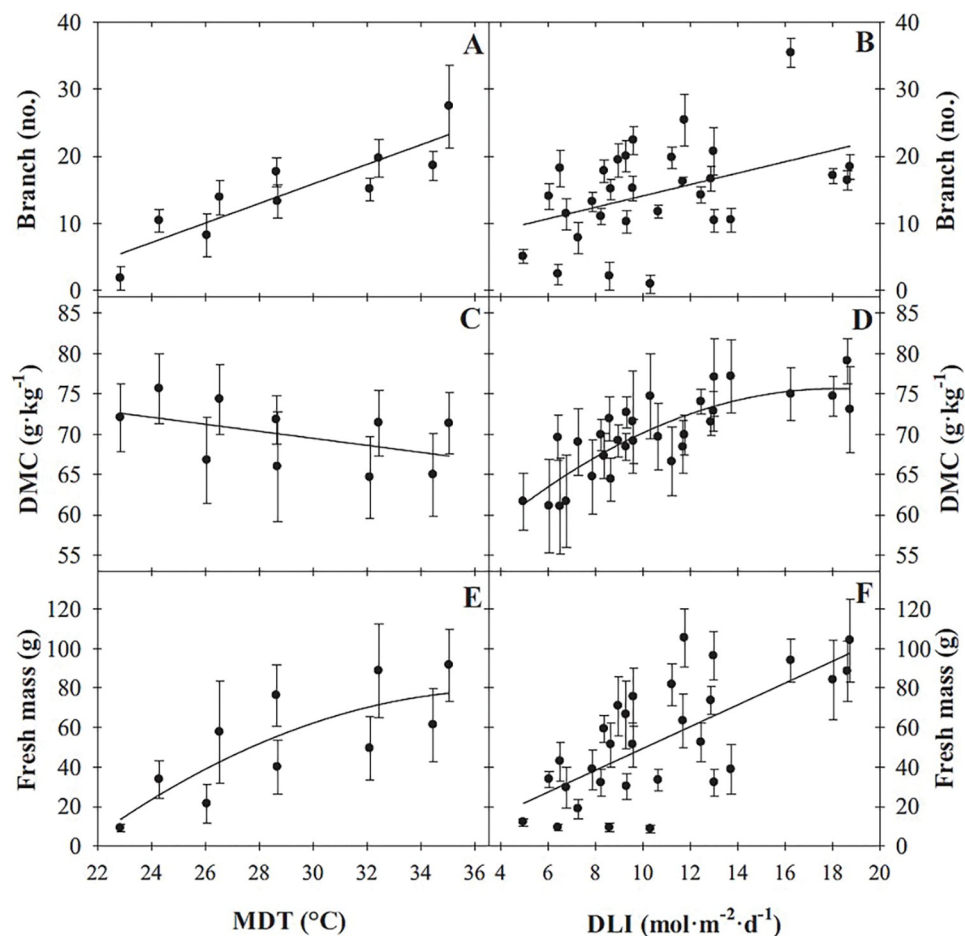 40
A
B
40
30
30
20
20
10
10
0
0
Branch (no.)
Branch (no.)
85
C
D
85
80
80
75
75
70
70
65
65
60
60
55
55
DMC (g·kg⁻¹)
DMC (g·kg⁻¹)
E
F
120
120
100
100
80
80
60
60
40
40
20
20
0
0
Fresh mass (g)
Fresh mass (g)
22 24 26 28 30 32 34 36 4 6 8 10 12 14 16 18 20
MDT (°C) DLI (mol·m⁻²·d⁻¹)